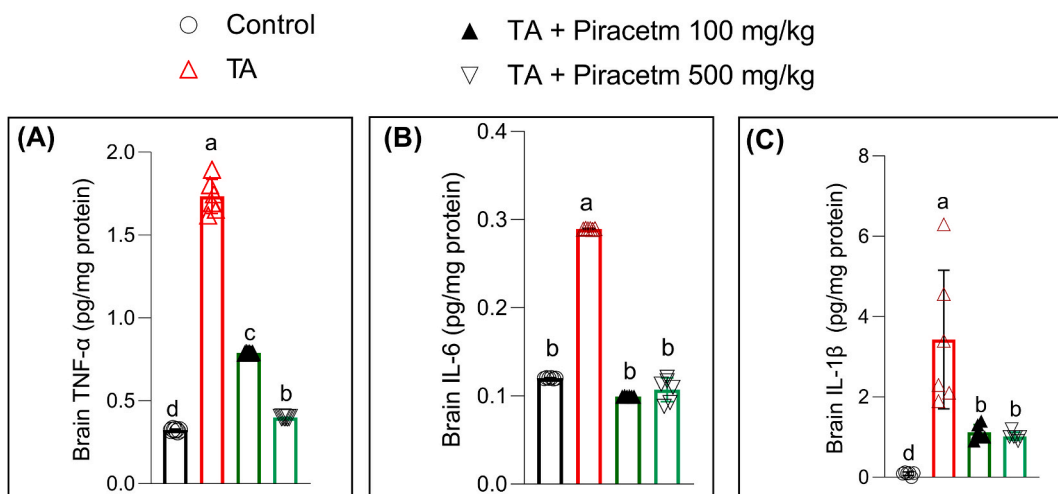 Control
TA
TA + Piracetm 100 mg/kg
TA + Piracetm 500 mg/kg
(A)
Brain TNF-α (pg/mg protein)
2.0
1.5
1.0
0.5
0.0
d
a
c
b
(B)
Brain IL-6 (pg/mg protein)
0.4
0.3
0.2
0.1
0.0
b
a
b
b
(C)
Brain IL-1β (pg/mg protein)
8
6
4
2
0
d
a
b
b